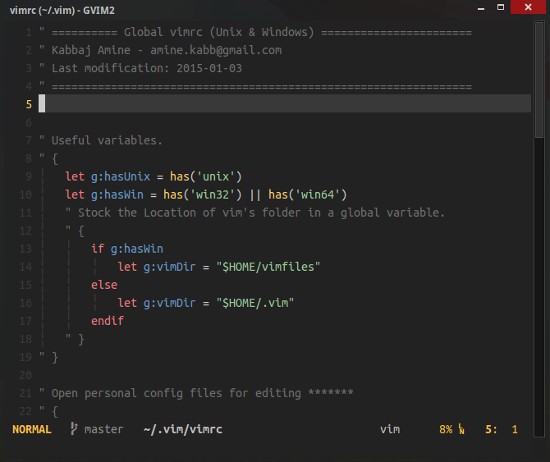 vimrc (~/.vim) - GVIM2
1 " ========== Global vimrc (Unix & Windows) =======================
2 " Kabbaj Amine - amine.kabb@gmail.com
3 " Last modification: 2015-01-03
4 " ================================================================
5
6
7 " Useful variables.
8 " {
9 let g:hasUnix = has('unix')
10 let g:hasWin = has('win32') || has('win64')
11 " Stock the Location of vim's folder in a global variable.
12 " {
13 if g:hasWin
14 let g:vimDir = "$HOME/vimfiles"
15 else
16 let g:vimDir = "$HOME/.vim"
17 endif
18 " }
19 " }
20
21 " Open personal config files for editing *******
22 " {
NORMAL master ~/.vim/vimrc vim 8% 5: 1